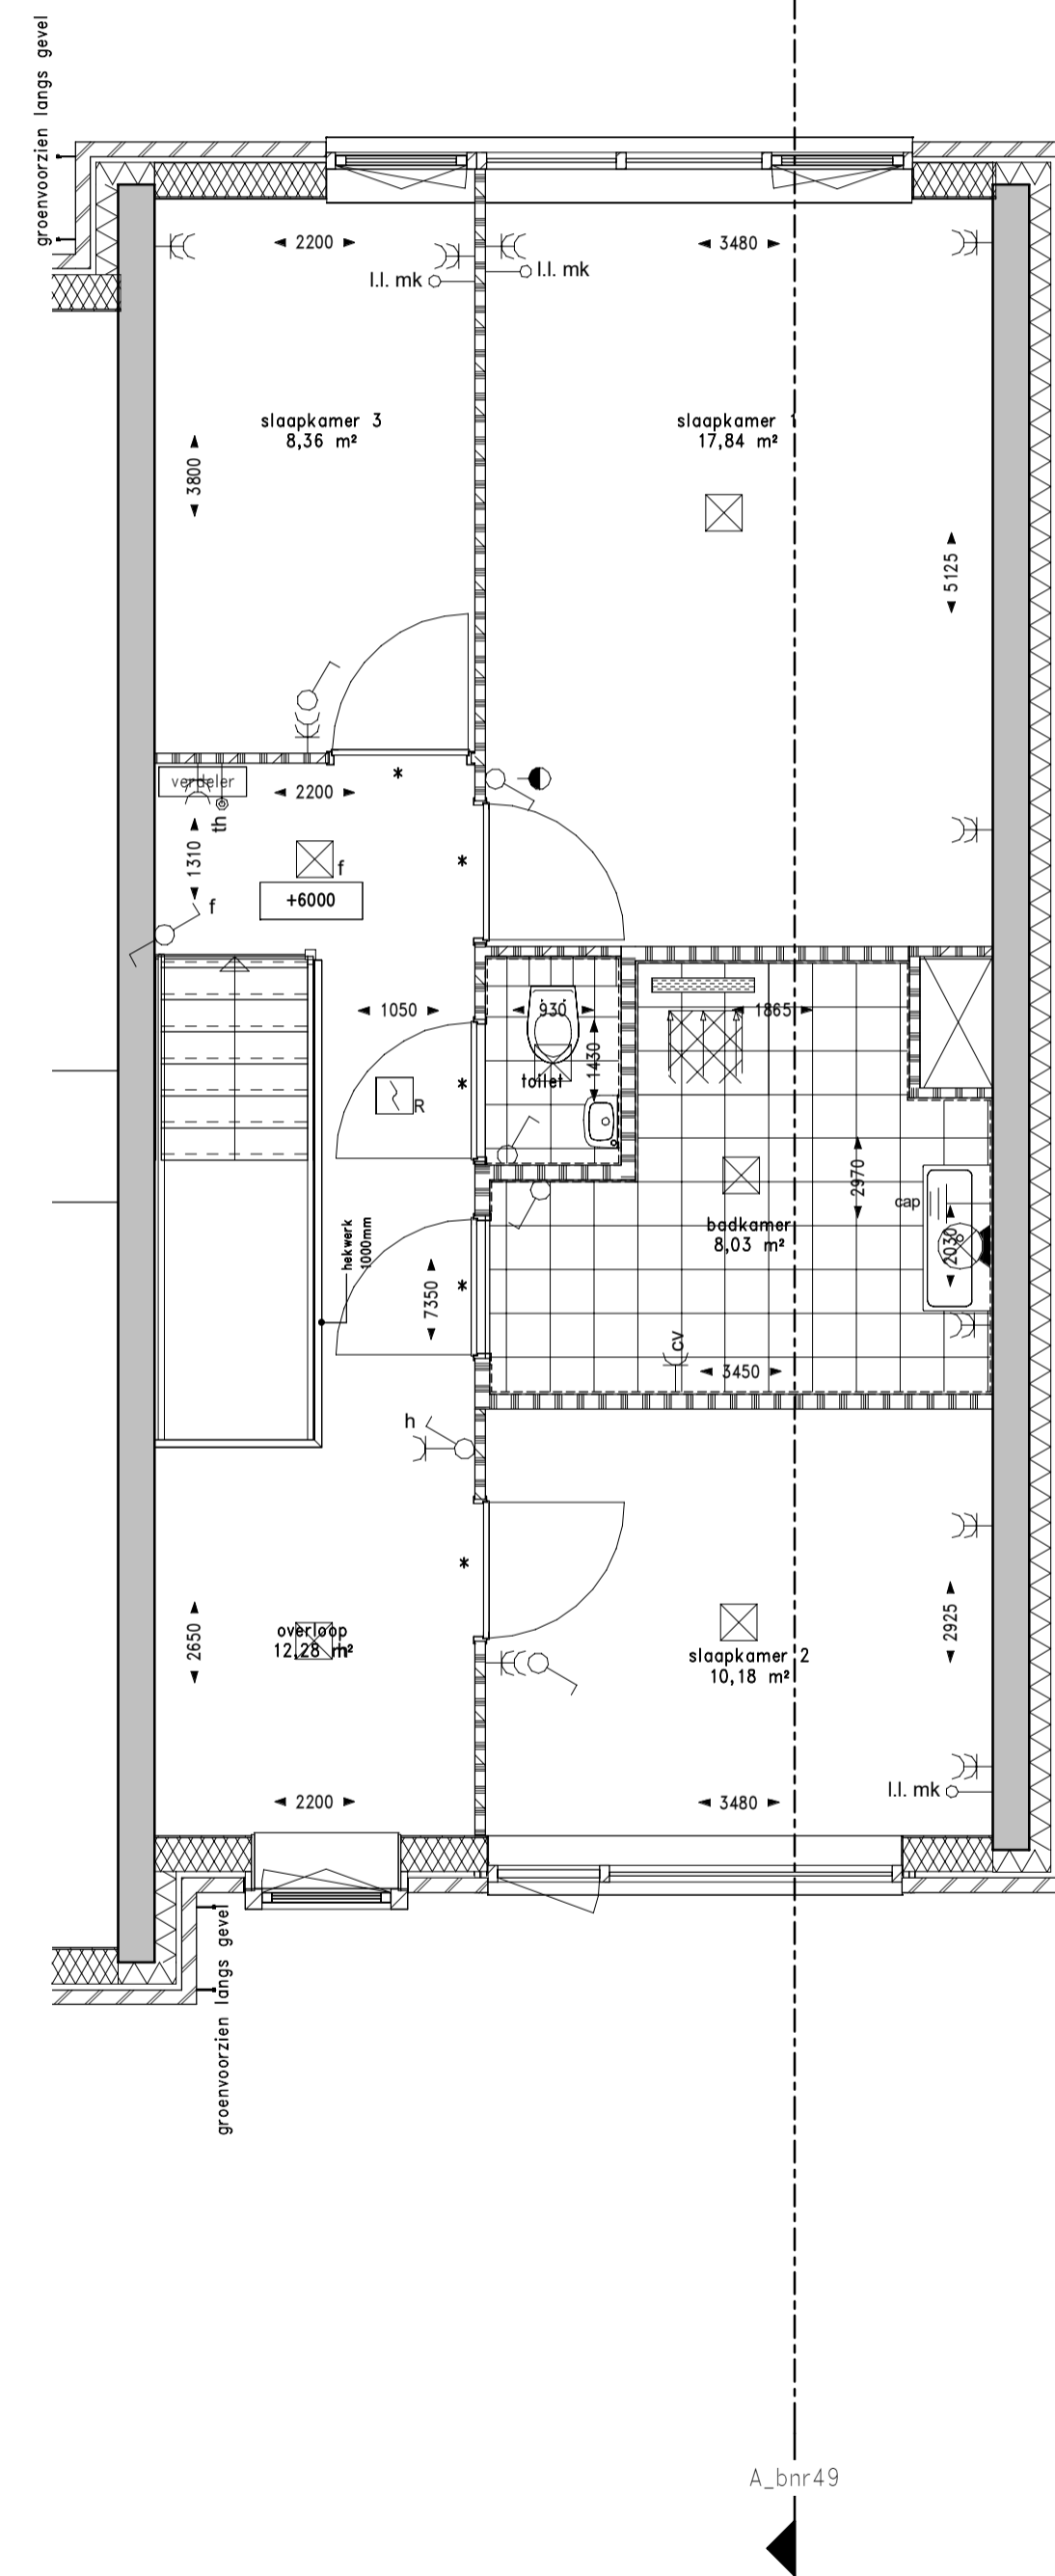 groenvoorzien langs gevel
2200
3480
l.l. mk
l.l. mk
slaapkamer 3
8,36 m²
slaapkamer 1
17,84 m²
3800
5125
verdeler
2200
th
1310
f
+6000
f
1050
930
1865
1430
toilet
R
2970
cap
badkamer
8,03 m²
2030
hekwerk
1000mm
7350
cv
3450
h
overloop
12,28 m²
2650
2925
slaapkamer 2
10,18 m²
l.l. mk
2200
3480
groenvoorzien langs gevel
A_bnr49